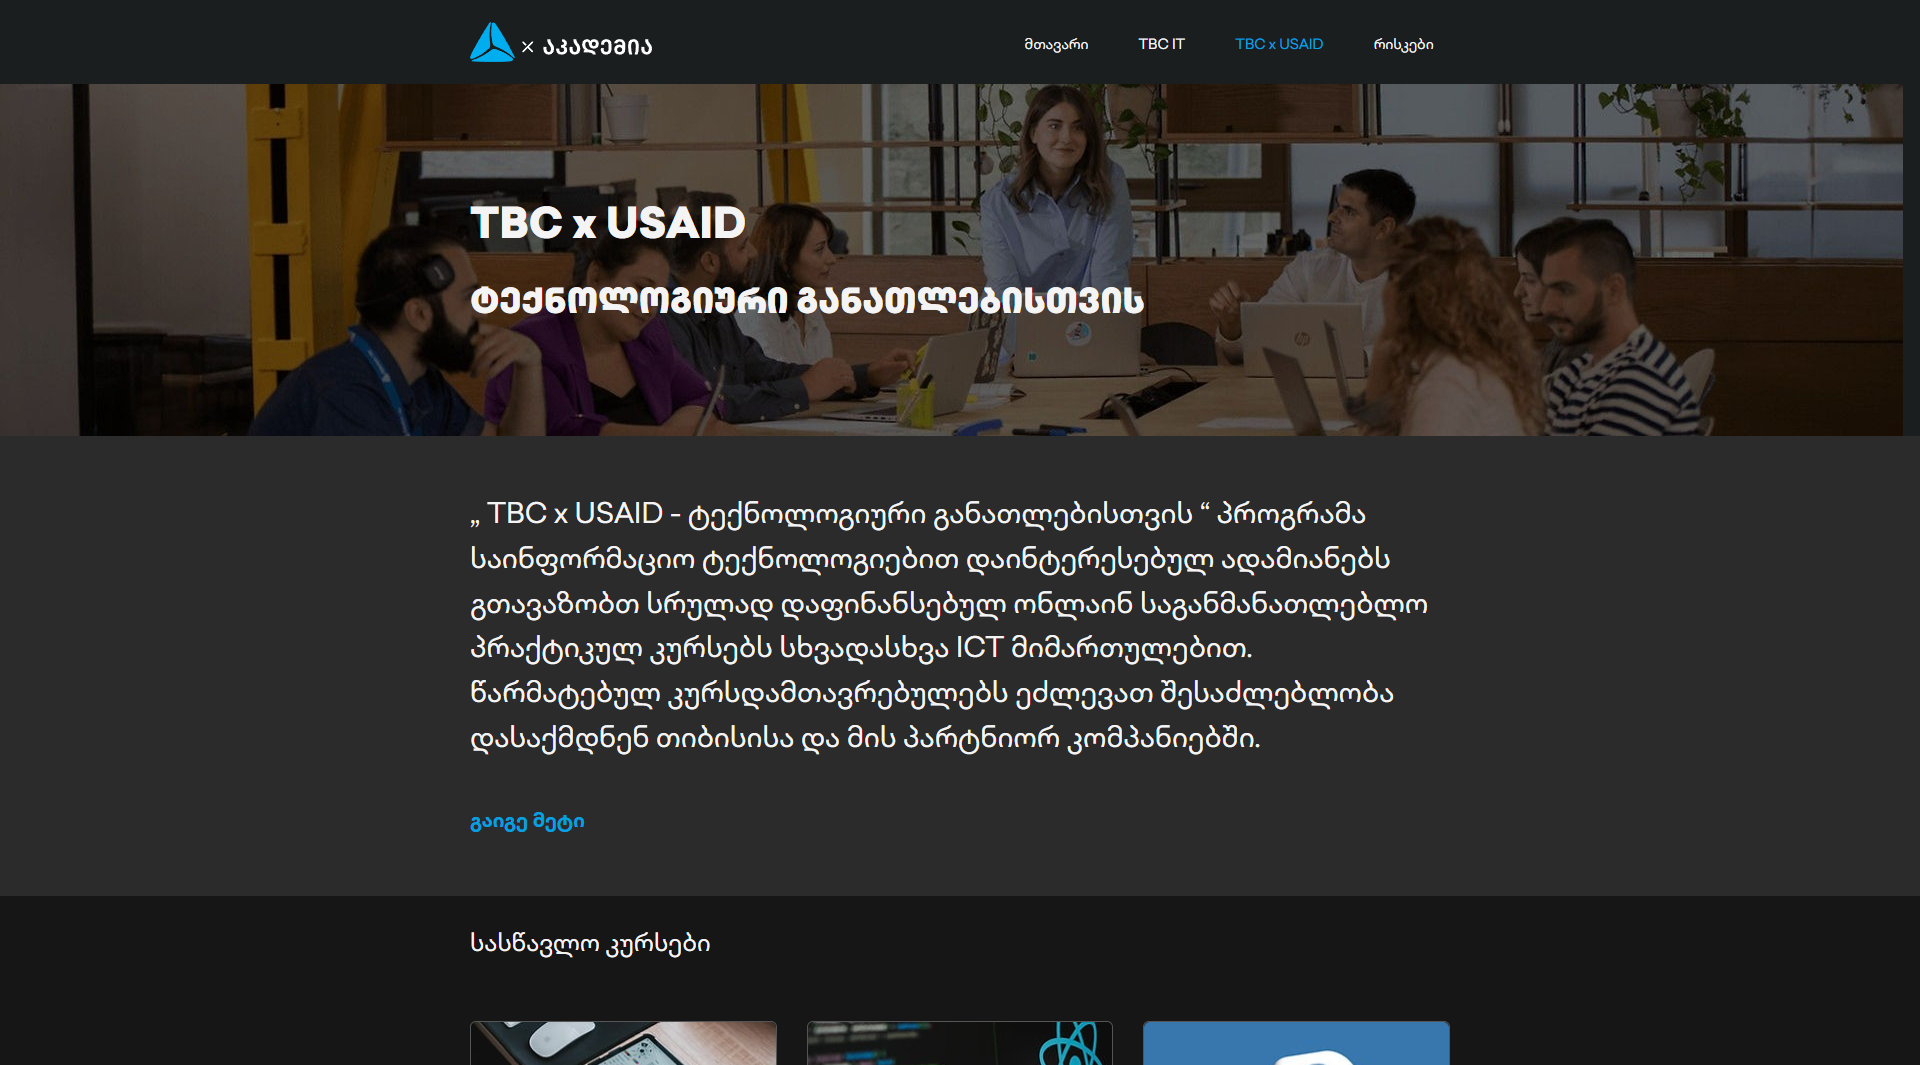 × აკადემია
მთავარი
TBC IT
TBC x USAID
რისკები
TBC x USAID
ტექნოლოგიური განათლებისთვის
„ TBC x USAID - ტექნოლოგიური განათლებისთვის “ პროგრამა
საინფორმაციო ტექნოლოგიებით დაინტერესებულ ადამიანებს
გთავაზობთ სრულად დაფინანსებულ ონლაინ საგანმანათლებლო
პრაქტიკულ კურსებს სხვადასხვა ICT მიმართულებით.
წარმატებულ კურსდამთავრებულებს ეძლევათ შესაძლებლობა
დასაქმდნენ თიბისისა და მის პარტნიორ კომპანიებში.
გაიგე მეტი
სასწავლო კურსები